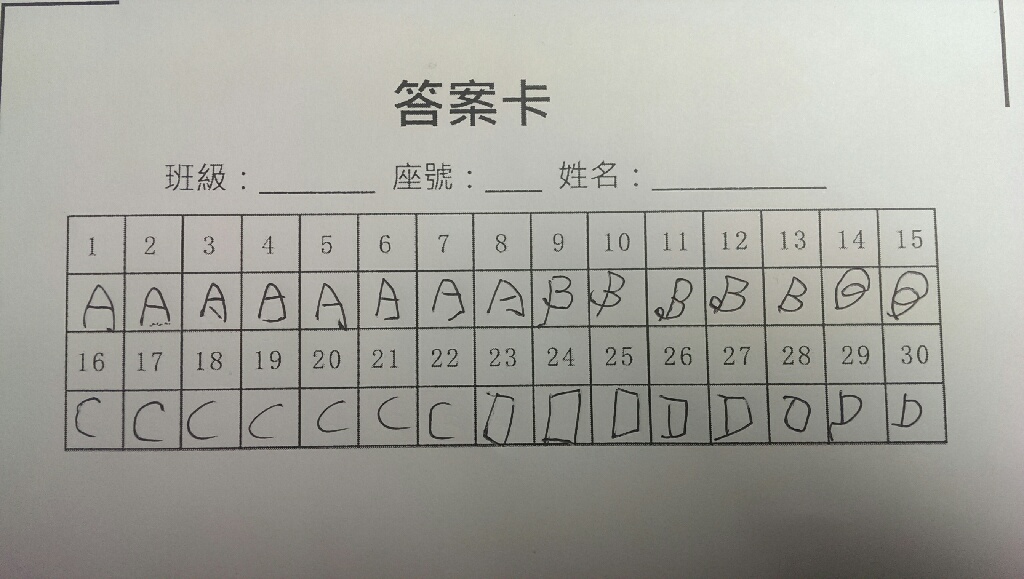 答案卡
班級：________ 座號：____ 姓名：____________
1 2 3 4 5 6 7 8 9 10 11 12 13 14 15
A A A A A A A A B B B B B
16 17 18 19 20 21 22 23 24 25 26 27 28 29 30
C C C C C C C D D D D D D D D